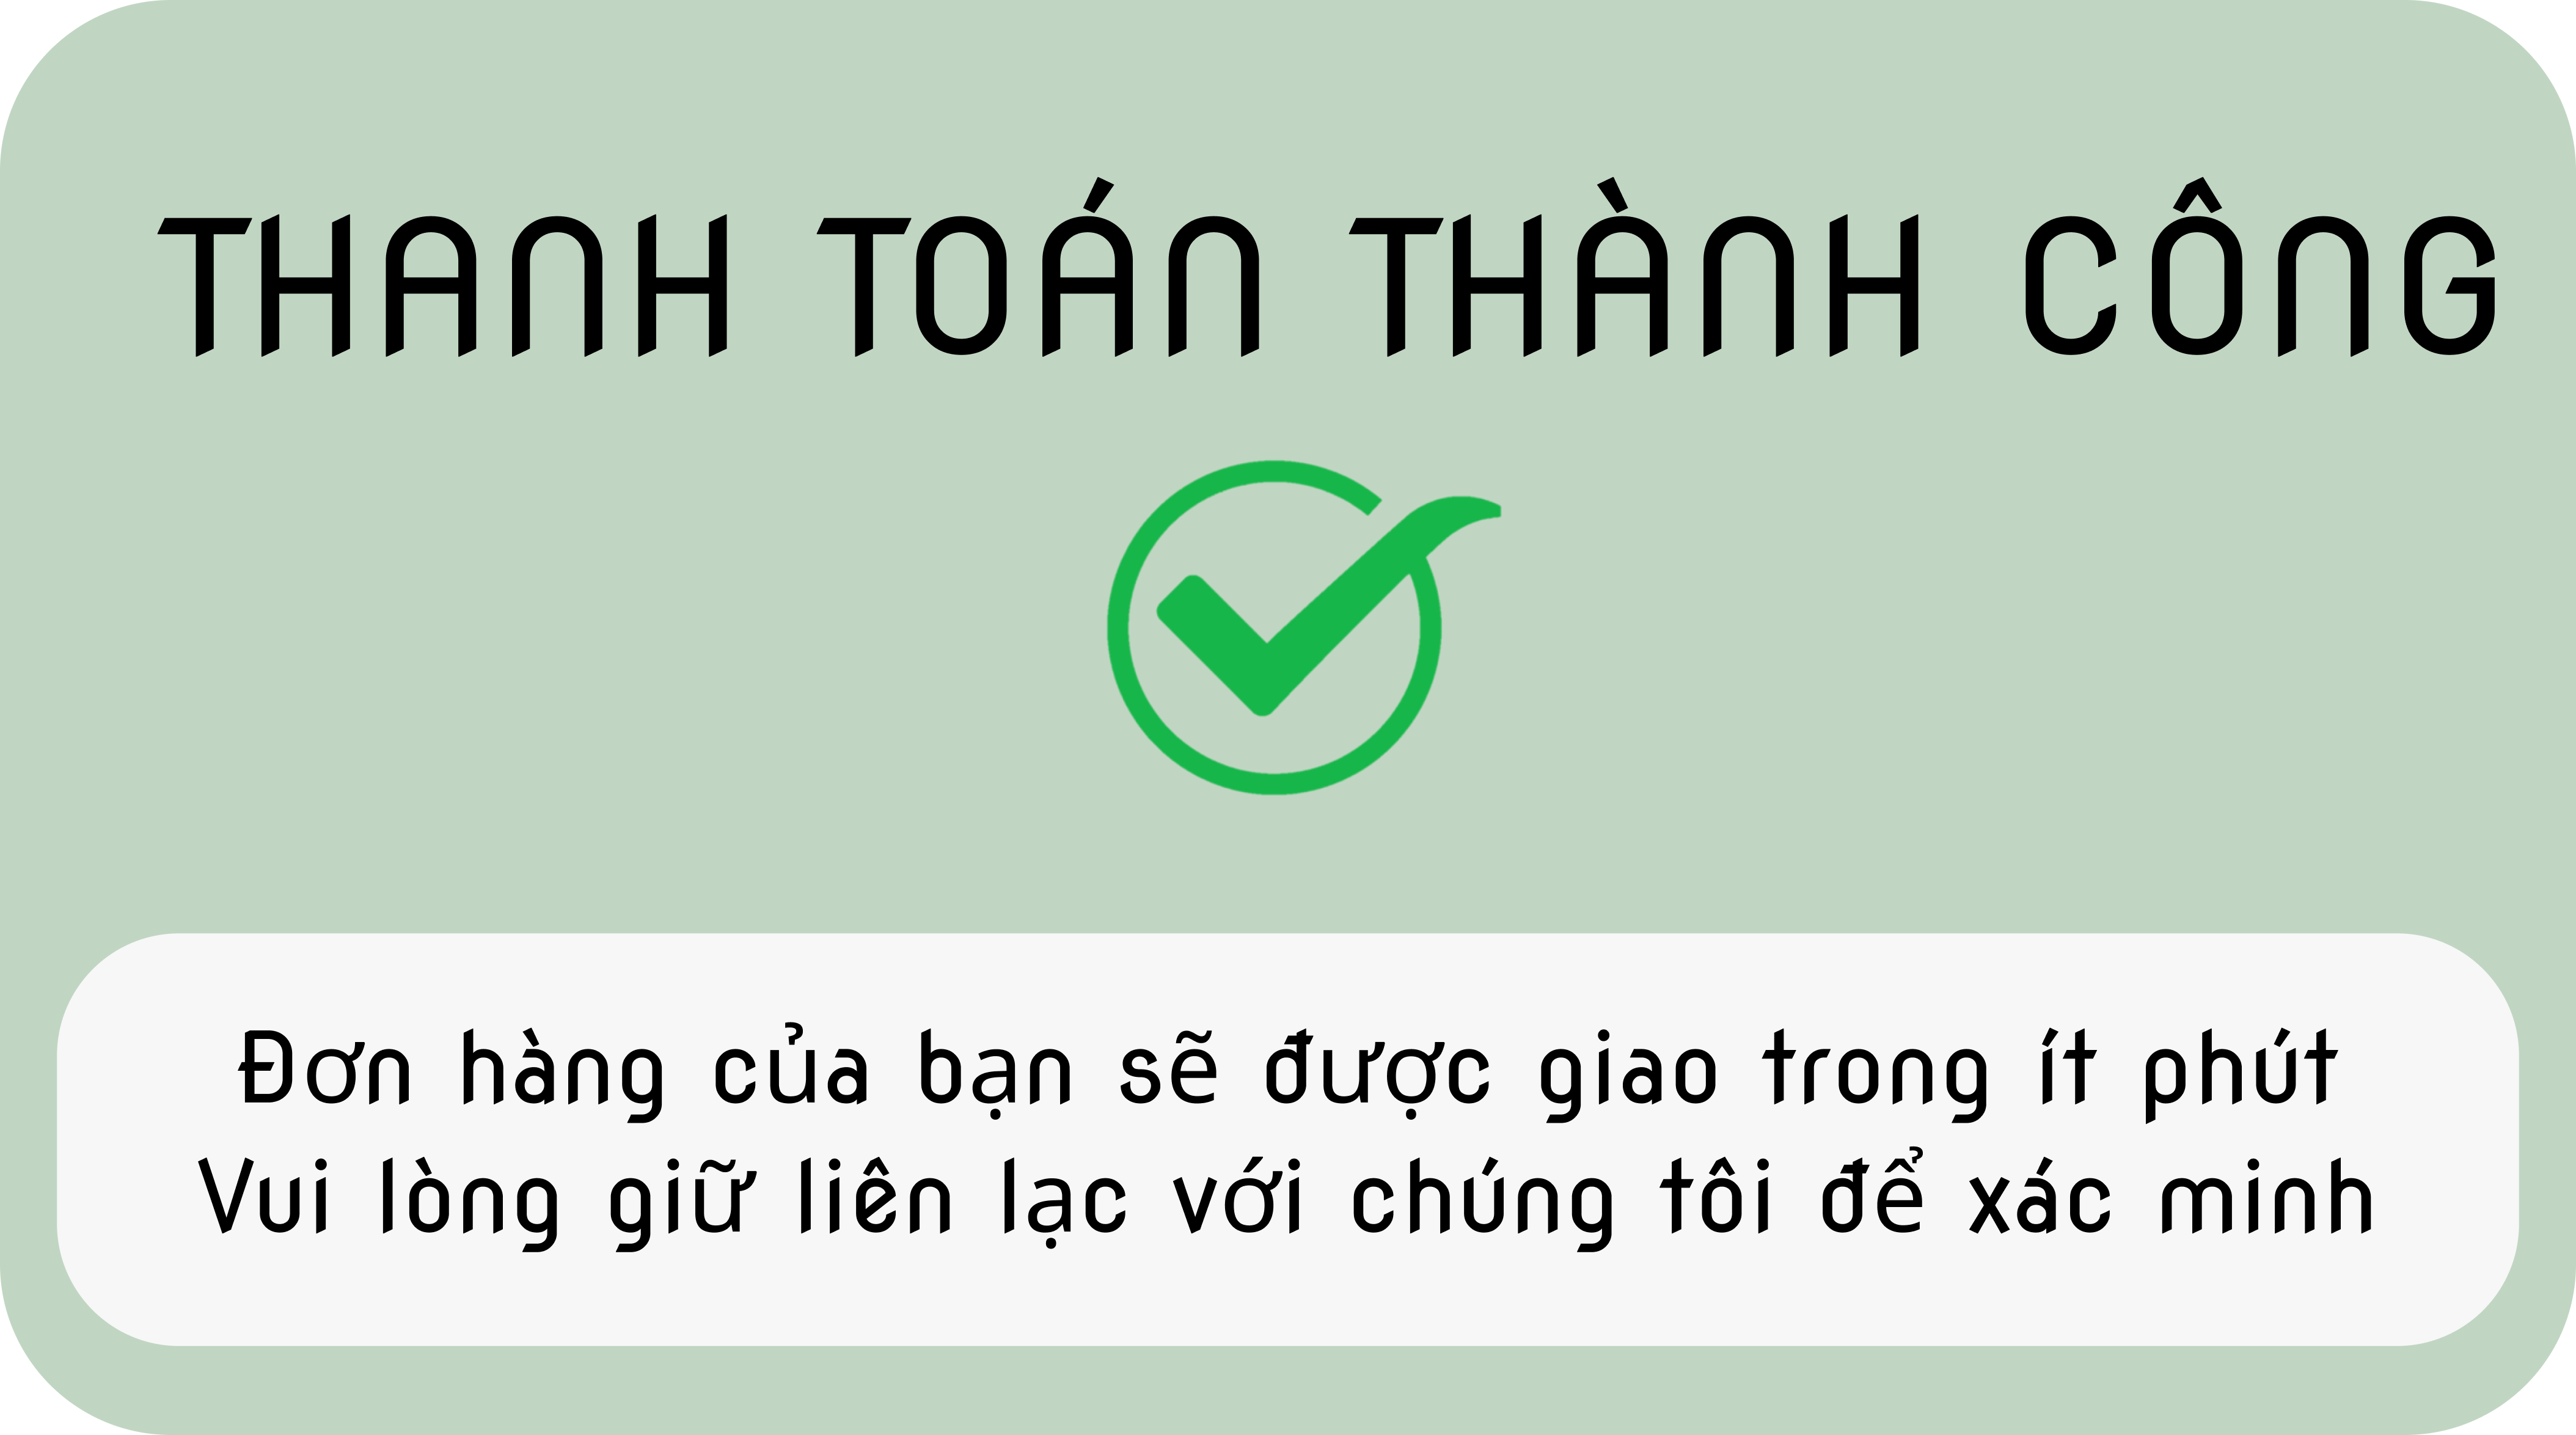 THANH TOÁN THÀNH CÔNG
Đơn hàng của bạn sẽ được giao trong ít phút
Vui lòng giữ liên lạc với chúng tôi để xác minh